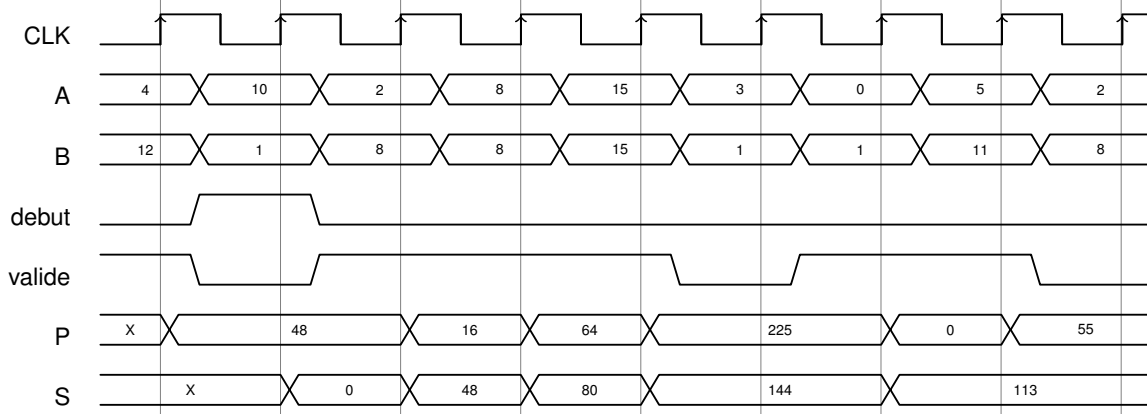 CLK
A 4 10 2 8 15 3 0 5 2
B 12 1 8 8 15 1 1 11 8
debut
valide
P X 48 16 64 225 0 55
S X 0 48 80 144 113